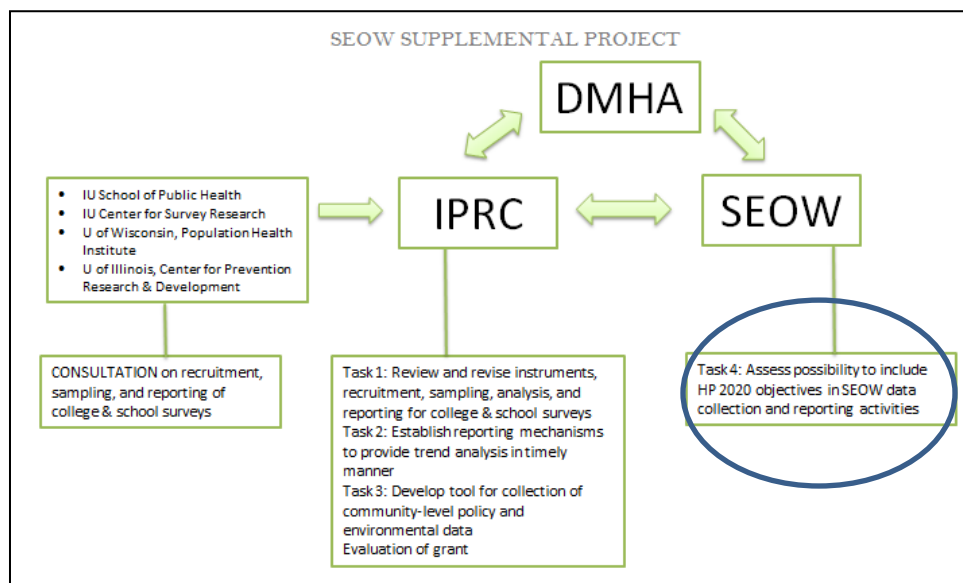 SEOW SUPPLEMENTAL PROJECT
DMHA
IU School of Public Health
IU Center for Survey Research
U of Wisconsin, Population Health
Institute
U of Illinois, Center for Prevention
Research & Development
IPRC
SEOW
CONSULTATION on recruitment,
sampling, and reporting of
college & school surveys
Task 1: Review and revise instruments,
recruitment, sampling, analysis, and
reporting for college & school surveys
Task 2: Establish reporting mechanisms
to provide trend analysis in timely
manner
Task 3: Develop tool for collection of
community-level policy and
environmental data
Evaluation of grant
Task 4: Assess possibility to include
HP 2020 objectives in SEOW data
collection and reporting activities